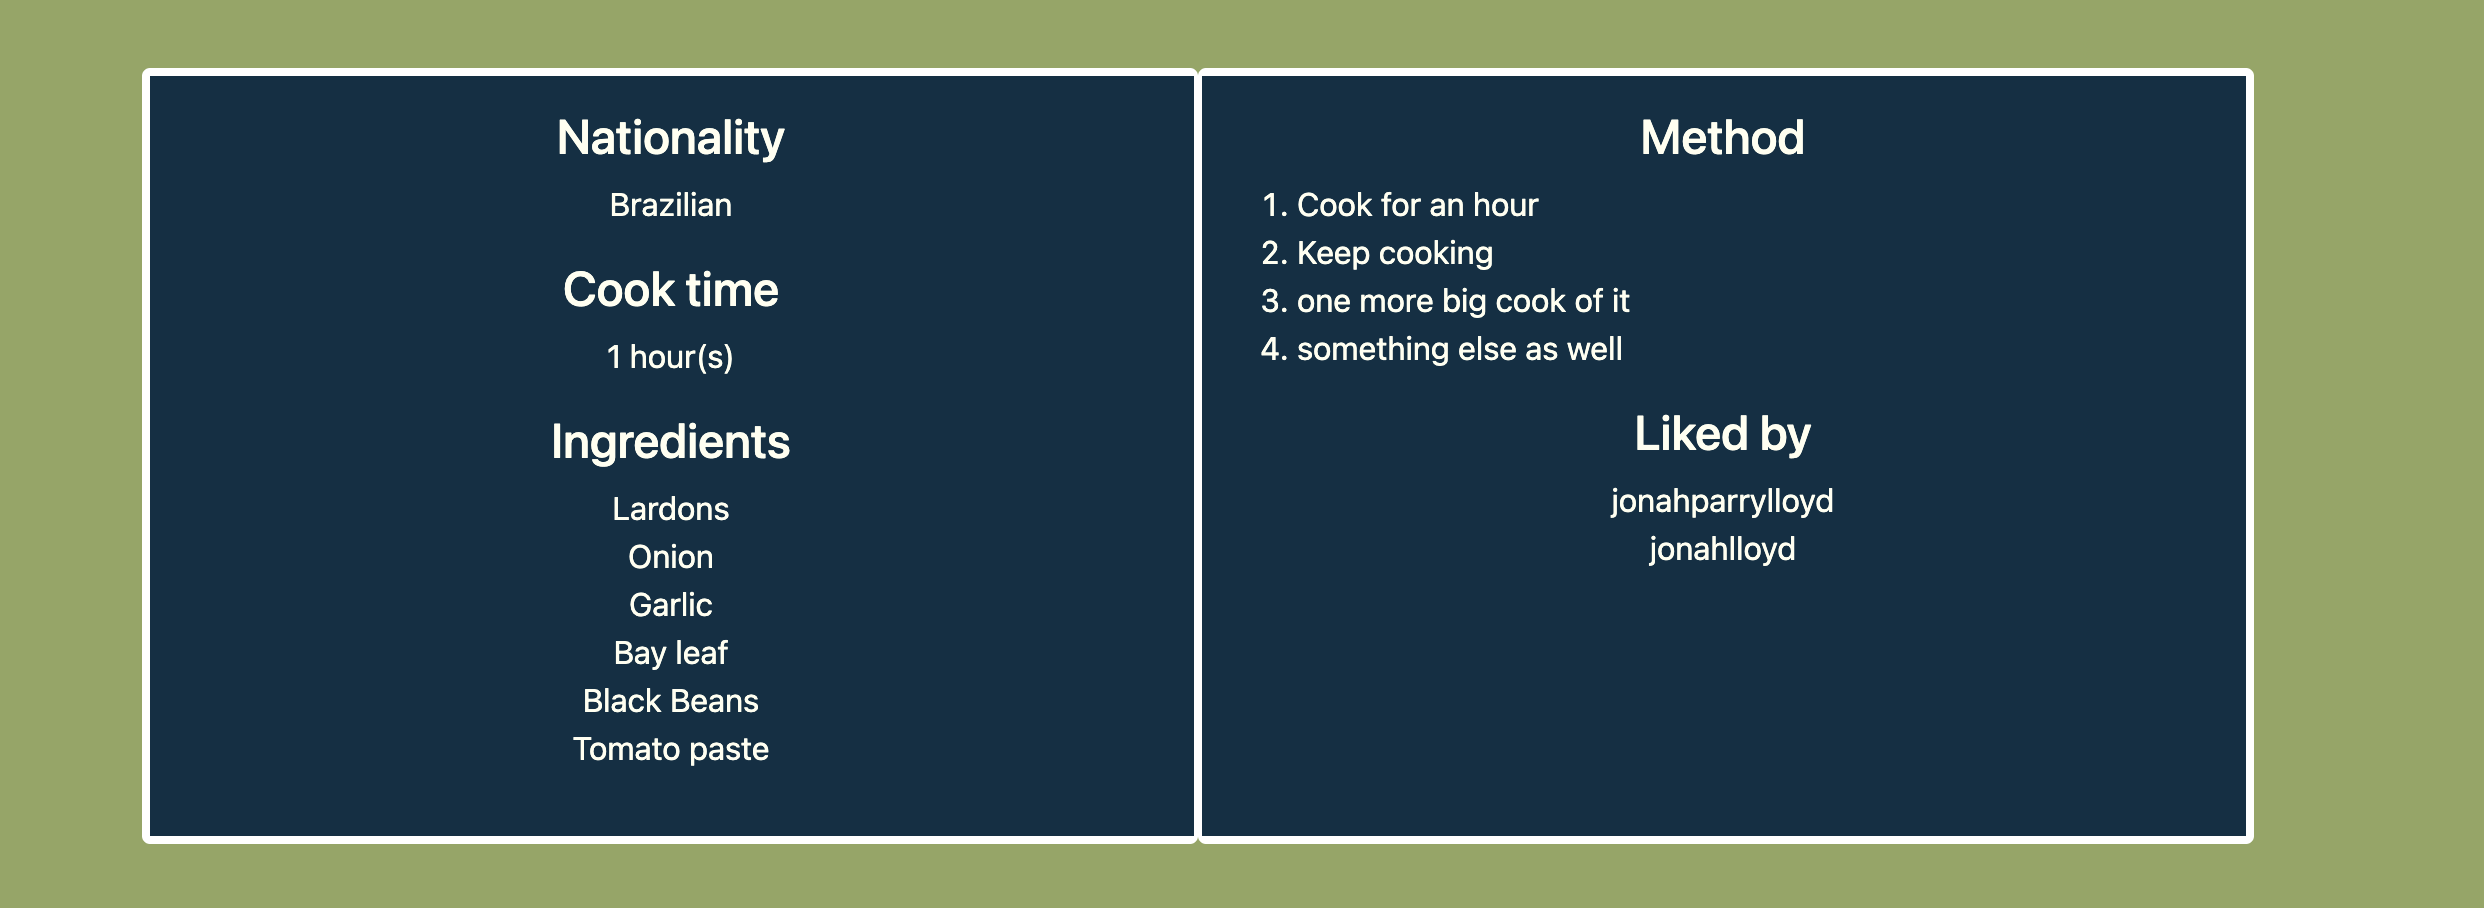 Nationality
Brazilian
Cook time
1 hour(s)
Ingredients
Lardons
Onion
Garlic
Bay leaf
Black Beans
Tomato paste
Method
1. Cook for an hour
2. Keep cooking
3. one more big cook of it
4. something else as well
Liked by
jonahparrylloyd
jonahlloyd